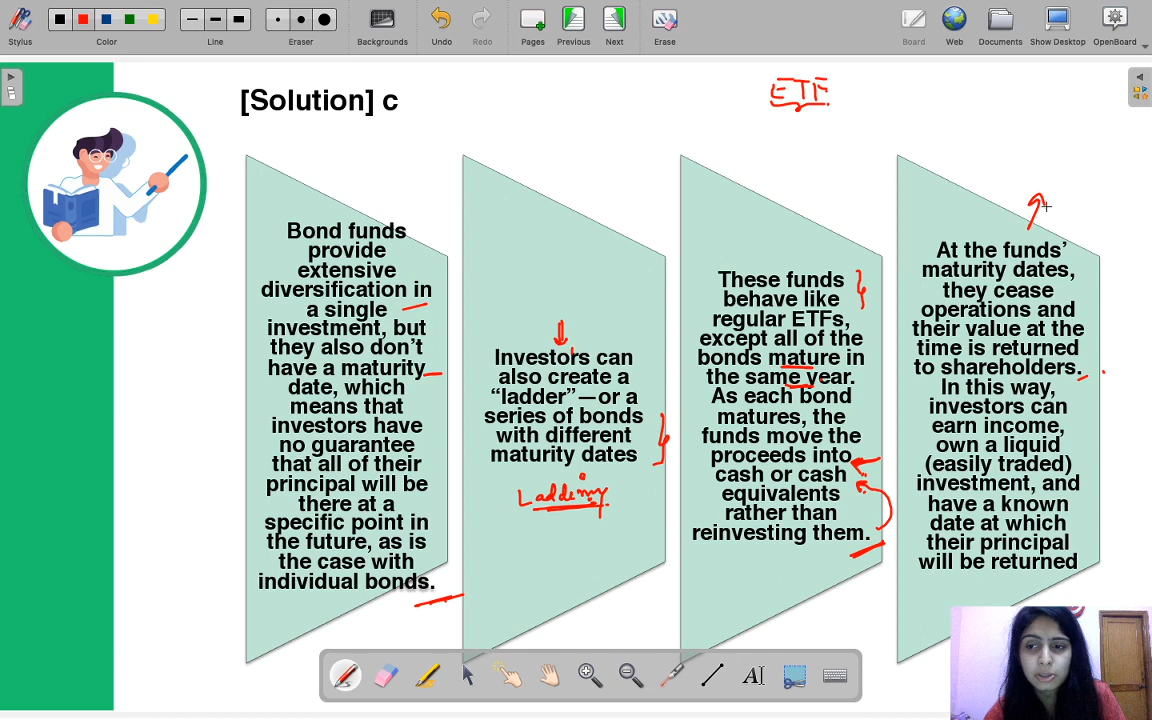 Stylus
Color
Line
Eraser
Backgrounds
Undo
Redo
Pages
Previous
Next
Erase
Board
Web
Documents
Show Desktop
OpenBoard
[Solution] c
ETF
Bond funds
provide
extensive
diversification in
a single
investment, but
they also don’t
have a maturity
date, which
means that
investors have
no guarantee
that all of their
principal will be
there at a
specific point in
the future, as is
the case with
individual bonds.
Investors can
also create a
“ladder”—or a
series of bonds
with different
maturity dates
Laddering
These funds
behave like
regular ETFs,
except all of the
bonds mature in
the same year.
As each bond
matures, the
funds move the
proceeds into
cash or cash
equivalents
rather than
reinvesting them.
At the funds’
maturity dates,
they cease
operations and
their value at the
time is returned
to shareholders.
In this way,
investors can
earn income,
own a liquid
(easily traded)
investment, and
have a known
date at which
their principal
will be returned